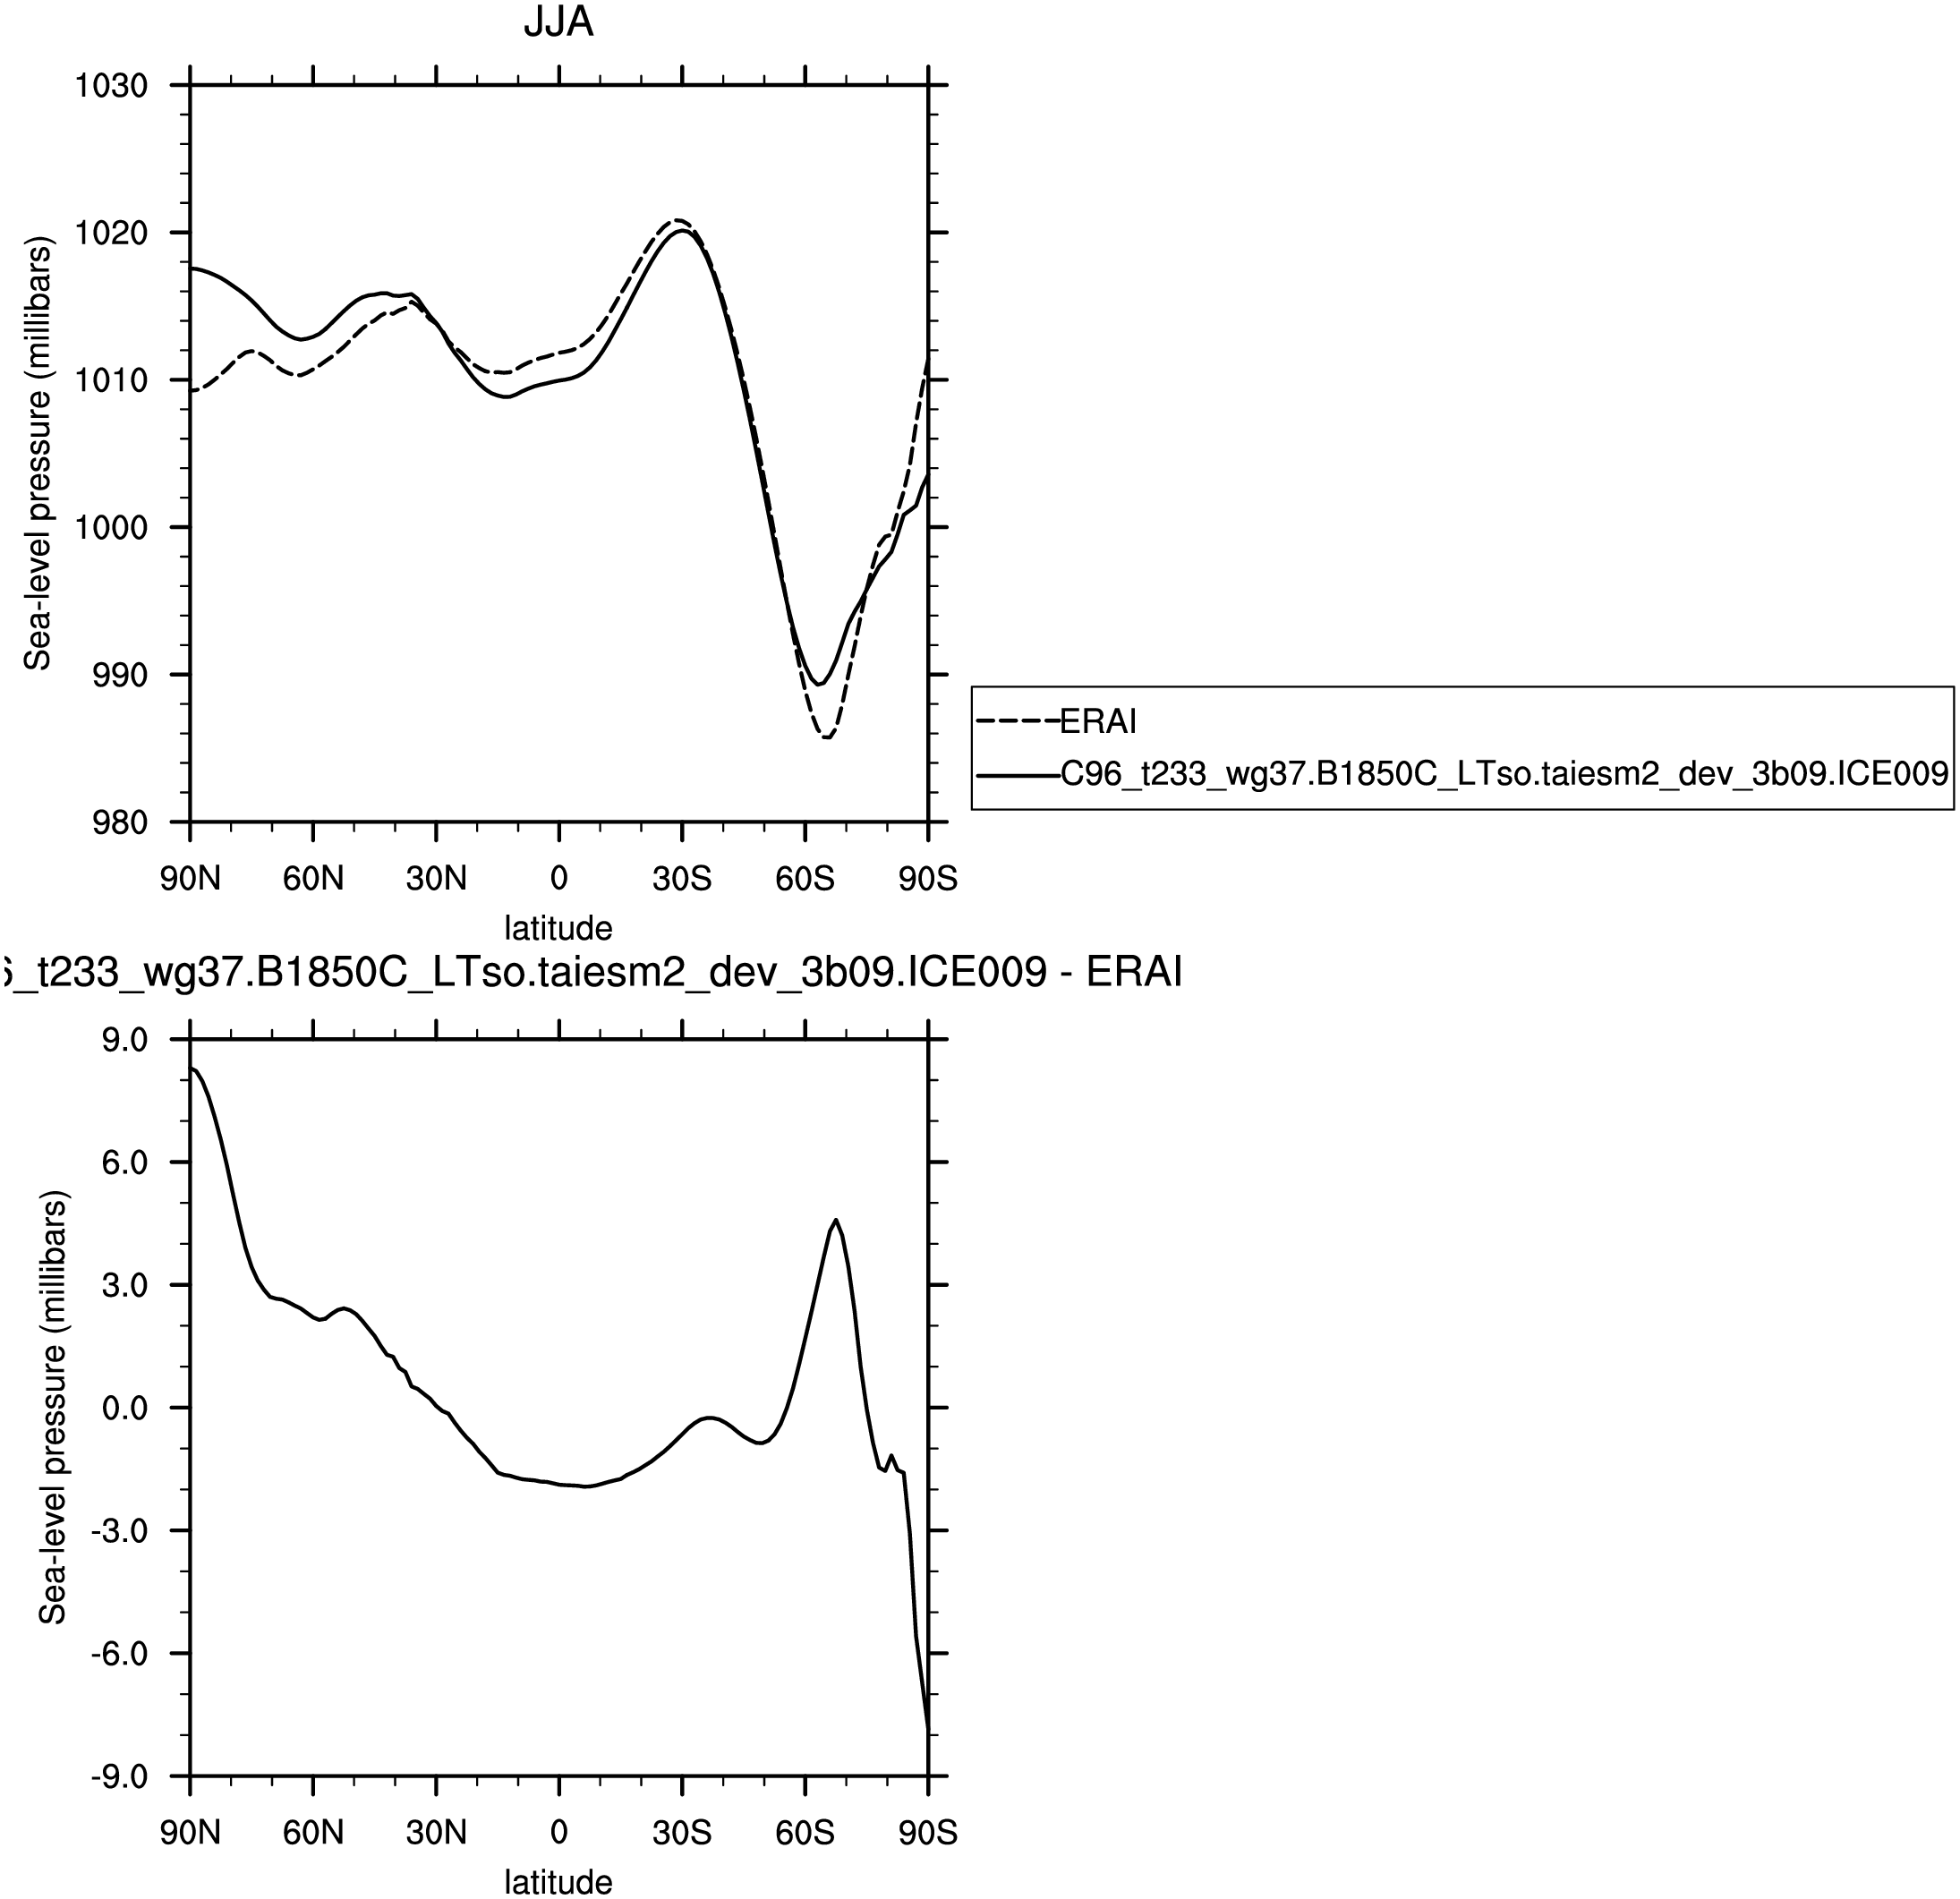 JJA
1030
1020
1010
1000
990
980
Sea-level pressure (millibars)
90N 60N 30N 0 30S 60S 90S
latitude
ERAI
C96_t233_wg37.B1850C_LTso.taiesm2_dev_3b09.ICE009
_t233_wg37.B1850C_LTso.taiesm2_dev_3b09.ICE009 - ERAI
9.0
6.0
3.0
0.0
-3.0
-6.0
-9.0
Sea-level pressure (millibars)
90N 60N 30N 0 30S 60S 90S
latitude